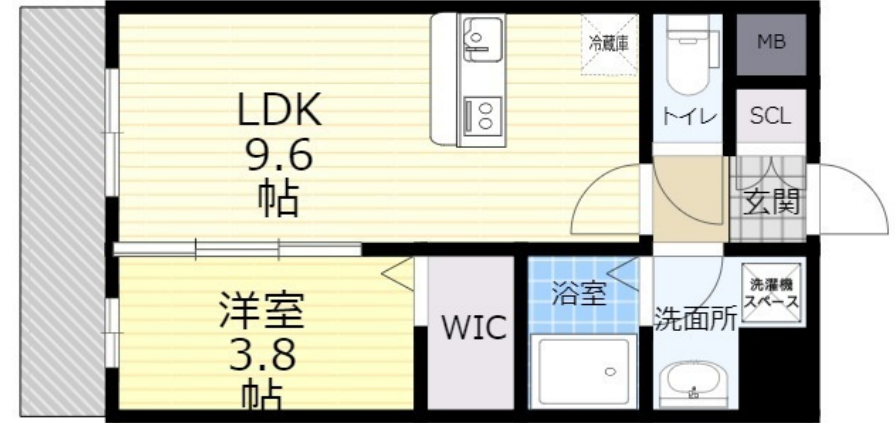 LDK
9.6
帖
冷蔵庫
トイレ
MB
SCL
玄関
洋室
3.8
帖
WIC
浴室
洗面所
洗濯機
スペース